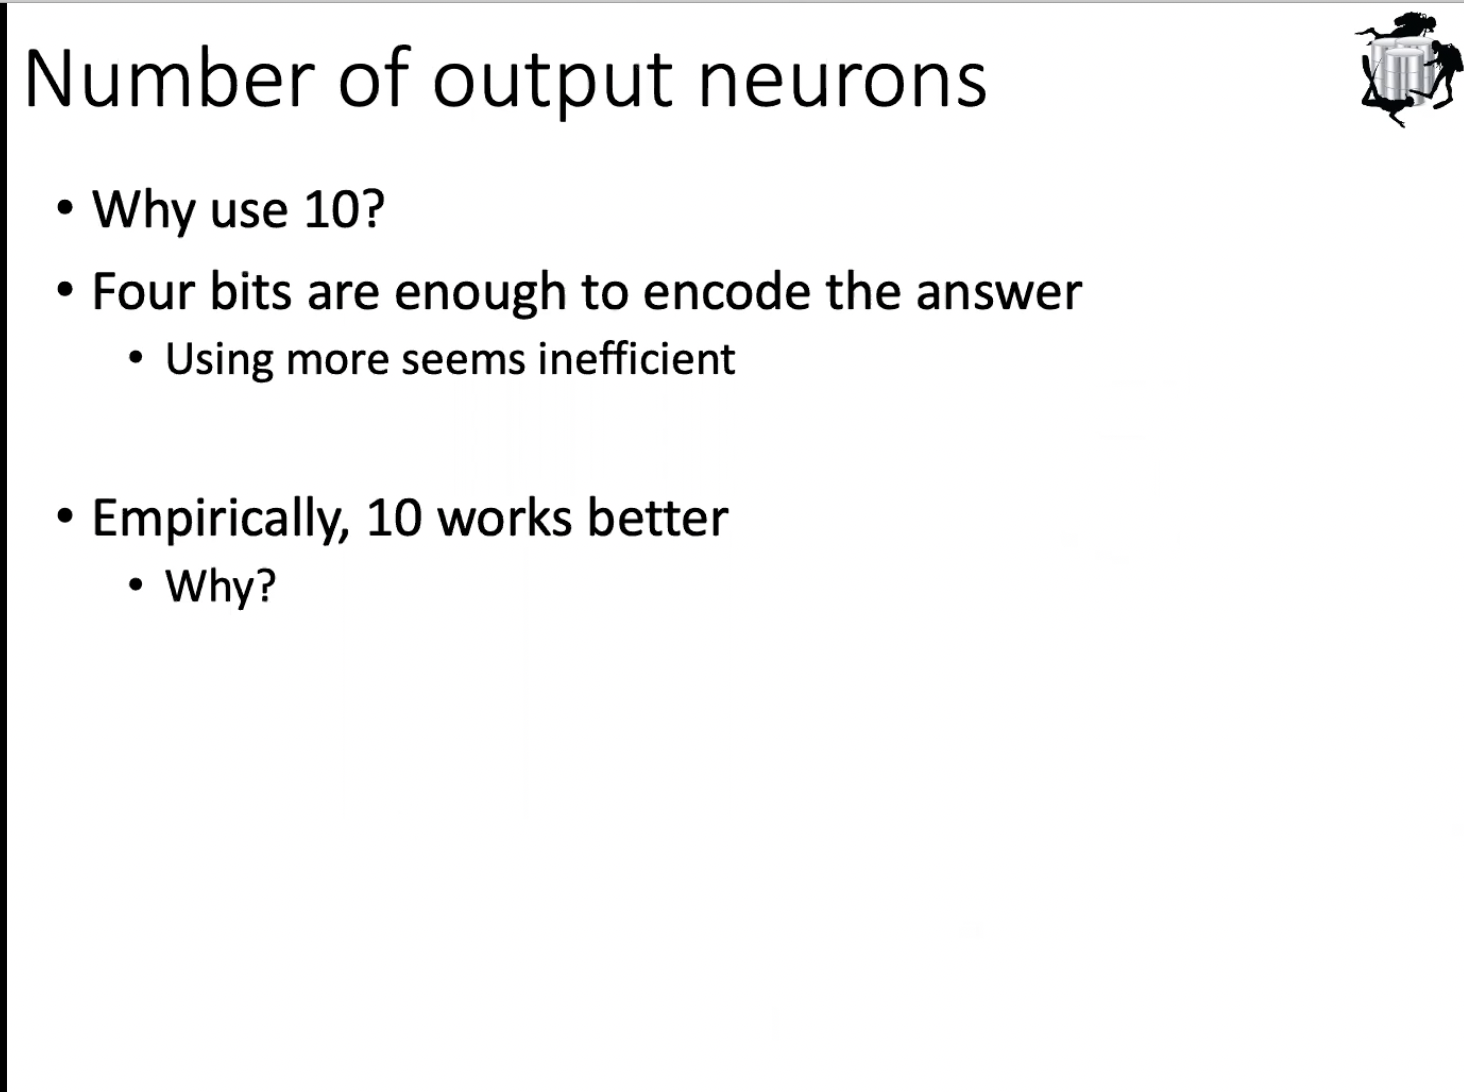 Number of output neurons
• Why use 10?
• Four bits are enough to encode the answer
• Using more seems inefficient
• Empirically, 10 works better
• Why?